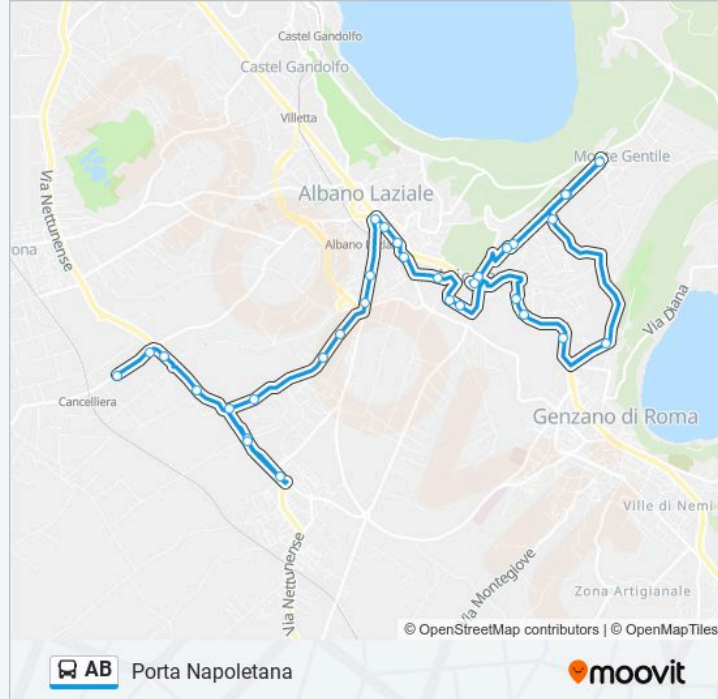 Castel Gandolfo
Castel Gandolfo
Villetta
Monte Gentile
Via Nettunense
Albano Laziale
Via Diana
Cancelliera
Genzano di Roma
Ville di Nemi
Via Nettunense
Via Montegiove
Zona Artigianale
© OpenStreetMap contributors | © OpenMapTiles
AB Porta Napoletana
moovit